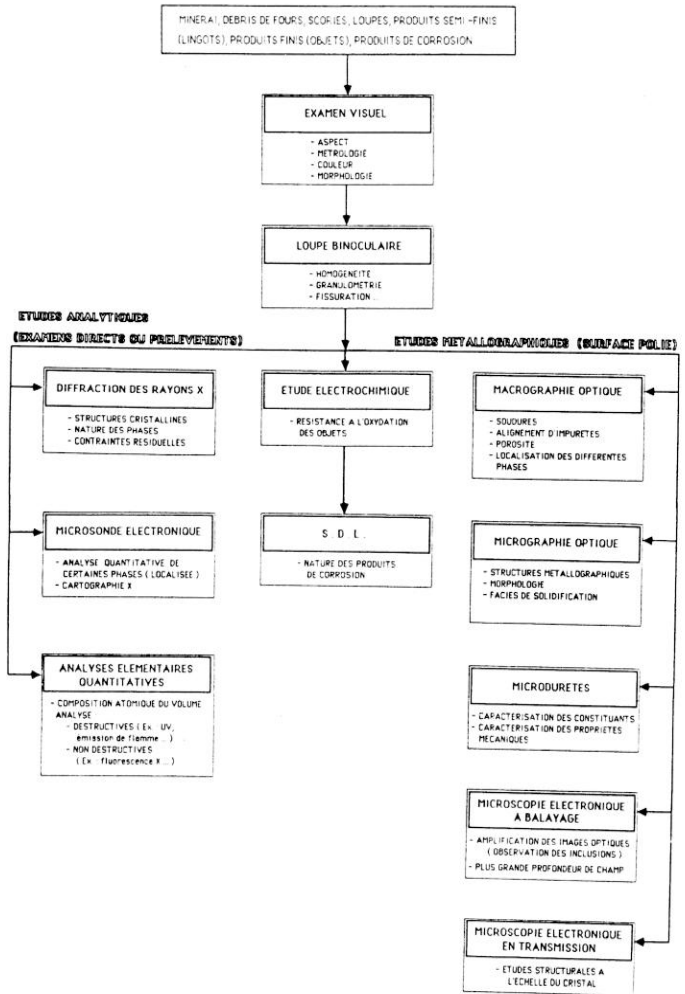 MINERAI, DEBRIS DE FOURS, SCORIES, LOUPES, PRODUITS SEMI-FINIS
(LINGOTS), PRODUITS FINIS (OBJETS), PRODUITS DE CORROSION
EXAMEN VISUEL
- ASPECT
- METROLOGIE
- COULEUR
- MORPHOLOGIE
LOUPE BINOCULAIRE
- HOMOGENEITE
- GRANULOMETRIE
- FISSURATION...
ETUDES ANALYTIQUES
(EXAMENS DIRECTS OU PRELEVEMENTS)
DIFFRACTION DES RAYONS X
- STRUCTURES CRISTALLINES
- NATURE DES PHASES
- CONTRAINTES RESIDUELLES
MICROSONDE ELECTRONIQUE
- ANALYSE QUANTITATIVE DE
CERTAINES PHASES (LOCALISEE)
- CARTOGRAPHIE X
ANALYSES ELEMENTAIRES
QUANTITATIVES
- COMPOSITION ATOMIQUE DU VOLUME
ANALYSE
- DESTRUCTIVES (Ex. : UV,
émission de flamme ...)
- NON DESTRUCTIVES
(Ex. : fluorescence X ...)
ETUDE ELECTROCHIMIQUE
- RESISTANCE A L'OXYDATION
DES OBJETS
S. D. L.
- NATURE DES PRODUITS
DE CORROSION
ETUDES METALLOGRAPHIQUES (SURFACE POLIE)
MACROGRAPHIE OPTIQUE
- SOUDURES
- ALIGNEMENT D'IMPURETES
- POROSITE
- LOCALISATION DES DIFFERENTES
PHASES
MICROGRAPHIE OPTIQUE
- STRUCTURES METALLOGRAPHIQUES
- MORPHOLOGIE
- FACIES DE SOLIDIFICATION
MICRODURETES
- CARACTERISATION DES CONSTITUANTS
- CARACTERISATION DES PROPRIETES
MECANIQUES
MICROSCOPIE ELECTRONIQUE
A BALAYAGE
- AMPLIFICATION DES IMAGES OPTIQUES
(OBSERVATION DES INCLUSIONS)
- PLUS GRANDE PROFONDEUR DE CHAMP
MICROSCOPIE ELECTRONIQUE
EN TRANSMISSION
- ETUDES STRUCTURALES A
L'ECHELLE DU CRISTAL